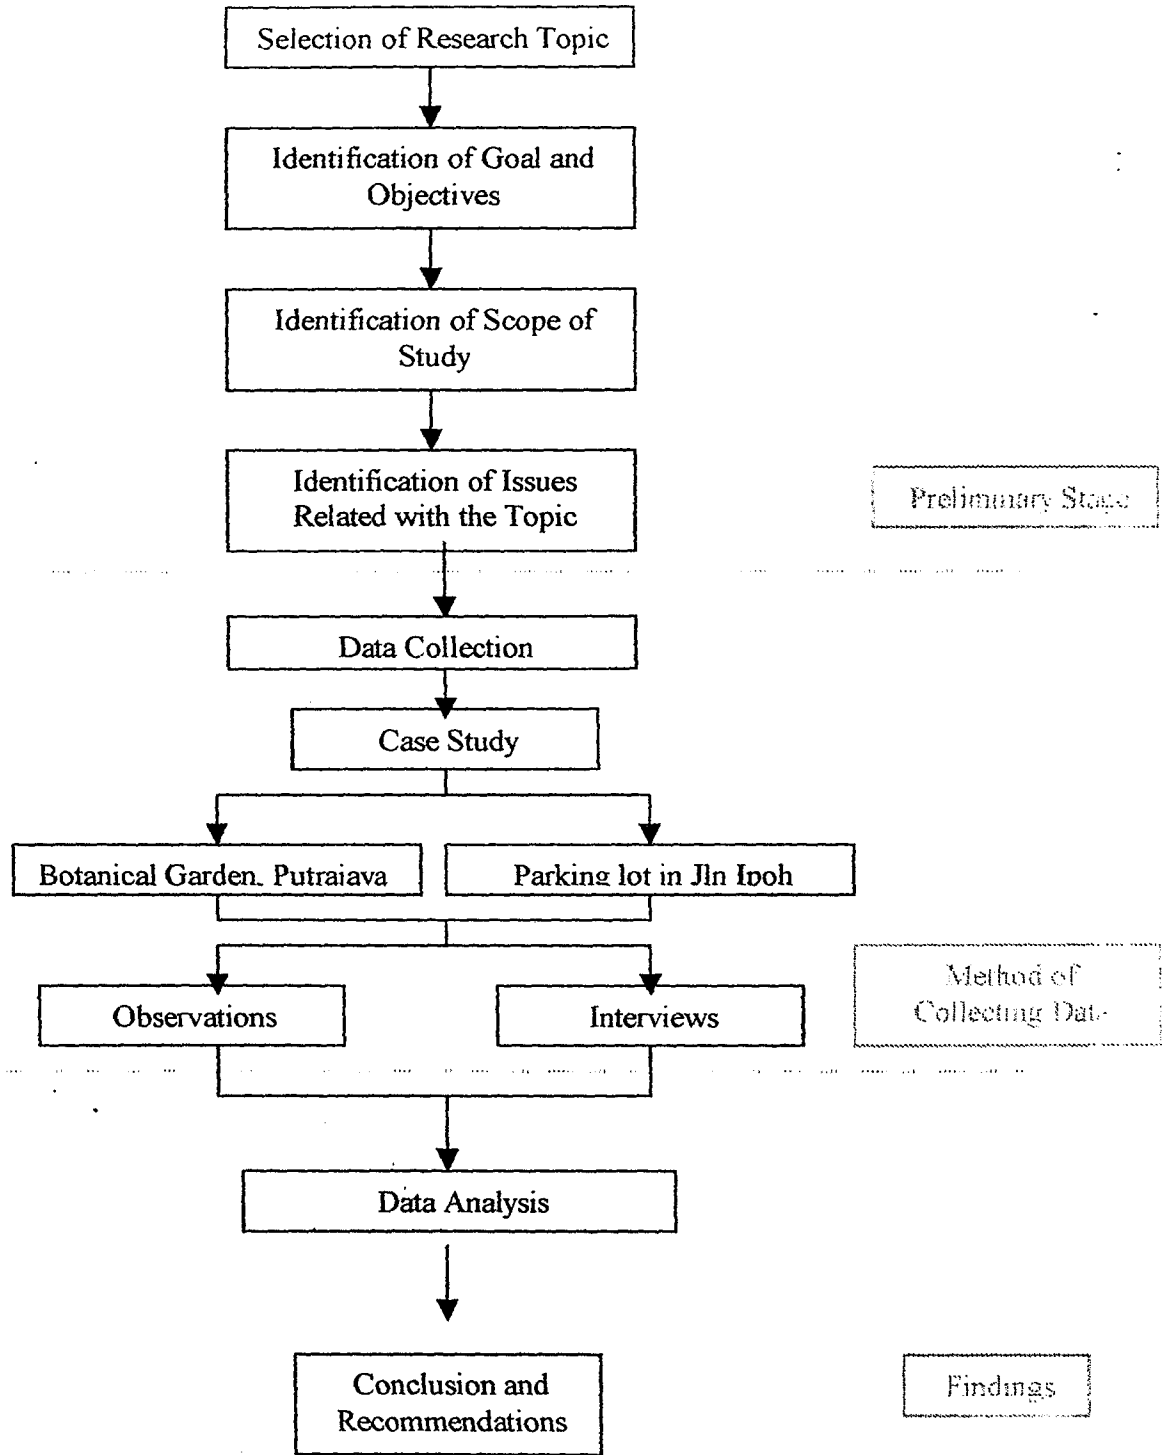 Selection of Research Topic
Identification of Goal and
Objectives
Identification of Scope of
Study
Identification of Issues
Related with the Topic
Preliminary Stage
Data Collection
Case Study
Botanical Garden, Putrajaya
Parking lot in Jln Ipoh
Observations
Interviews
Method of
Collecting Data
Data Analysis
Conclusion and
Recommendations
Findings